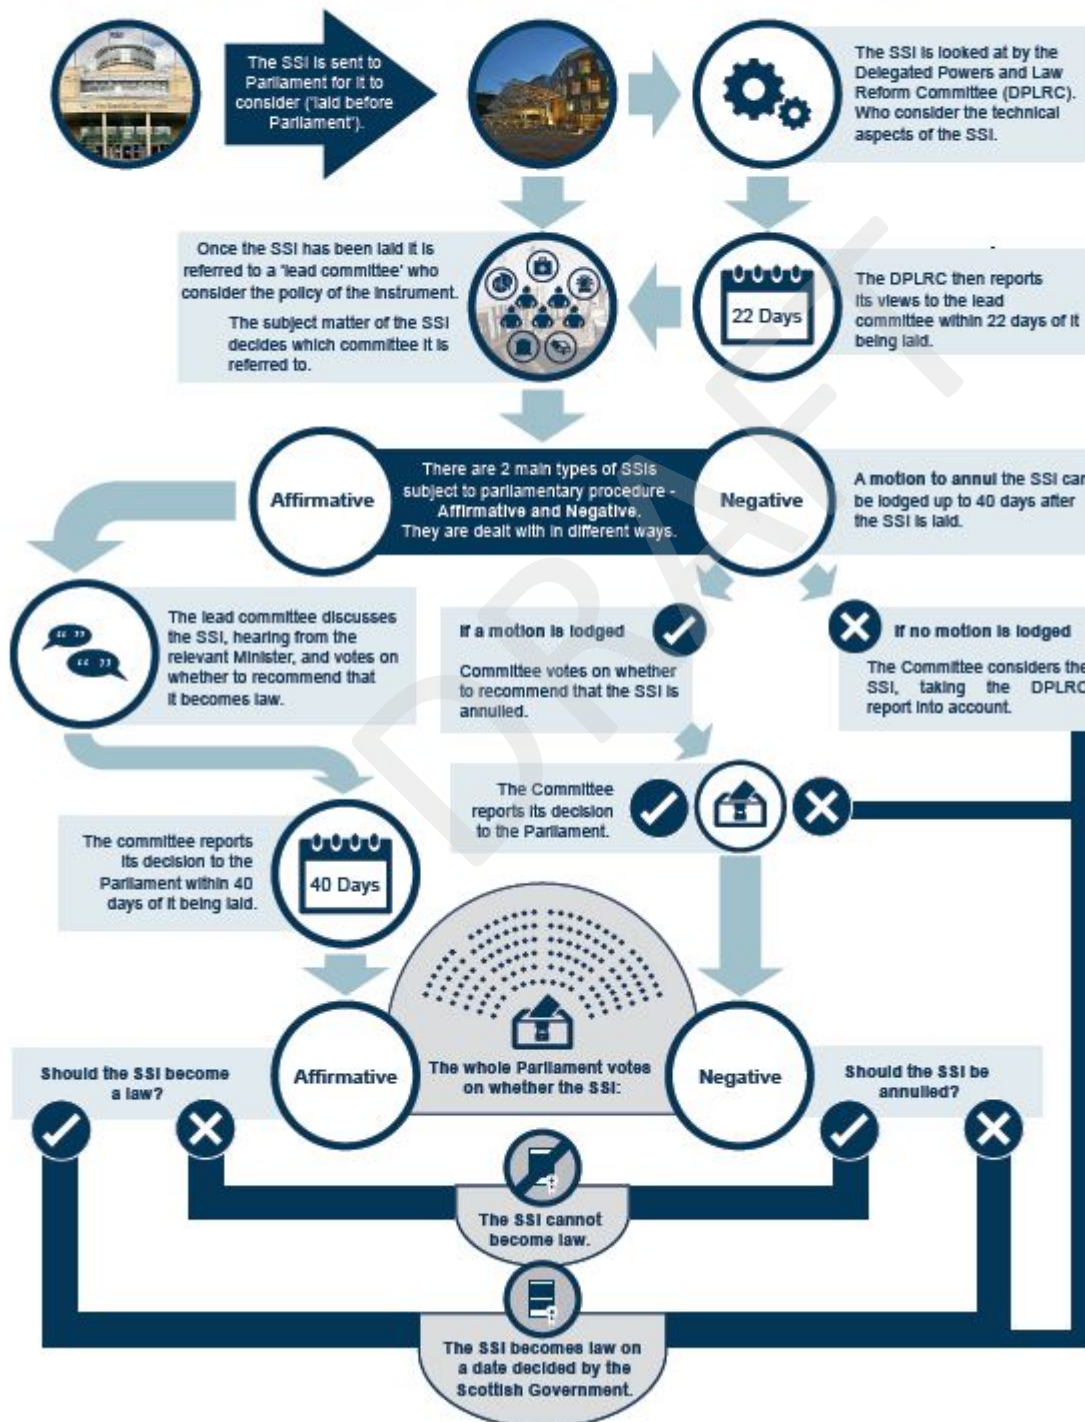 The SSI is sent to
Parliament for it to
consider ("laid before
Parliament").
The SSI is looked at by the
Delegated Powers and Law
Reform Committee (DPLRC).
Who consider the technical
aspects of the SSI.
Once the SSI has been laid it is
referred to a 'lead committee' who
consider the policy of the instrument.
The subject matter of the SSI
decides which committee it is
referred to.
22 Days
The DPLRC then reports
its views to the lead
committee within 22 days of it
being laid.
Affirmative
There are 2 main types of SSIs
subject to parliamentary procedure -
Affirmative and Negative.
They are dealt with in different ways.
Negative
A motion to annul the SSI can
be lodged up to 40 days after
the SSI is laid.
The lead committee discusses
the SSI, hearing from the
relevant Minister, and votes on
whether to recommend that
it becomes law.
If a motion is lodged
Committee votes on whether
to recommend that the SSI is
annulled.
If no motion is lodged
The Committee considers the
SSI, taking the DPLRC
report into account.
The Committee
reports its decision
to the Parliament.
The committee reports
its decision to the
Parliament within 40
days of it being laid.
40 Days
Should the SSI become
a law?
Affirmative
The whole Parliament votes
on whether the SSI:
Negative
Should the SSI be
annulled?
The SSI cannot
become law.
The SSI becomes law on
a date decided by the
Scottish Government.
DRAFT